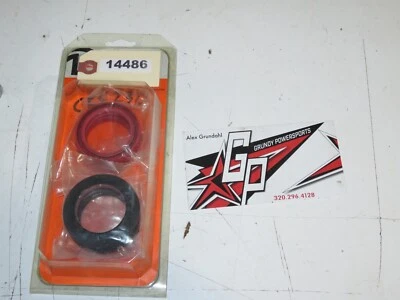 14486
Alex Grundahl
GP
GRUNDY POWERSPORTS
320.296.4128